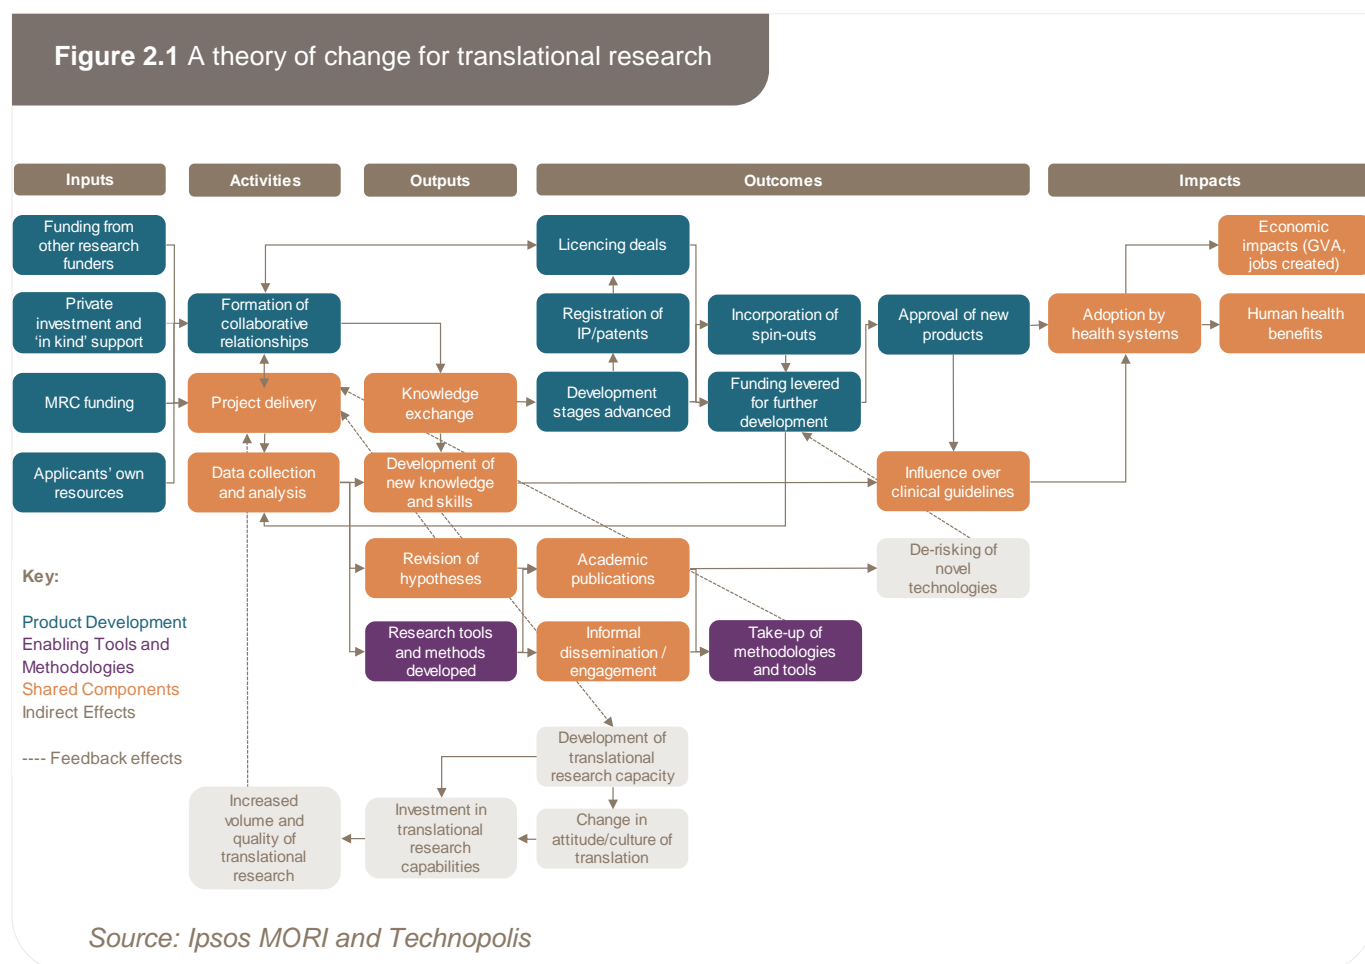 Figure 2.1 A theory of change for translational research
Inputs
Activities
Outputs
Outcomes
Impacts
Funding from
other research
funders
Private
investment and
‘in kind’ support
MRC funding
Applicants’ own
resources
Formation of
collaborative
relationships
Project delivery
Data collection
and analysis
Knowledge
exchange
Development of
new knowledge
and skills
Revision of
hypotheses
Research tools
and methods
developed
Licencing deals
Registration of
IP/patents
Development
stages advanced
Academic
publications
Informal
dissemination /
engagement
Incorporation of
spin-outs
Funding levered
for further
development
Take-up of
methodologies
and tools
Approval of new
products
Influence over
clinical guidelines
De-risking of
novel
technologies
Adoption by
health systems
Economic
impacts (GVA,
jobs created)
Human health
benefits
Key:
Product Development
Enabling Tools and
Methodologies
Shared Components
Indirect Effects
---- Feedback effects
Development of
translational
research capacity
Change in
attitude/culture of
translation
Investment in
translational
research
capabilities
Increased
volume and
quality of
translational
research
Source: Ipsos MORI and Technopolis